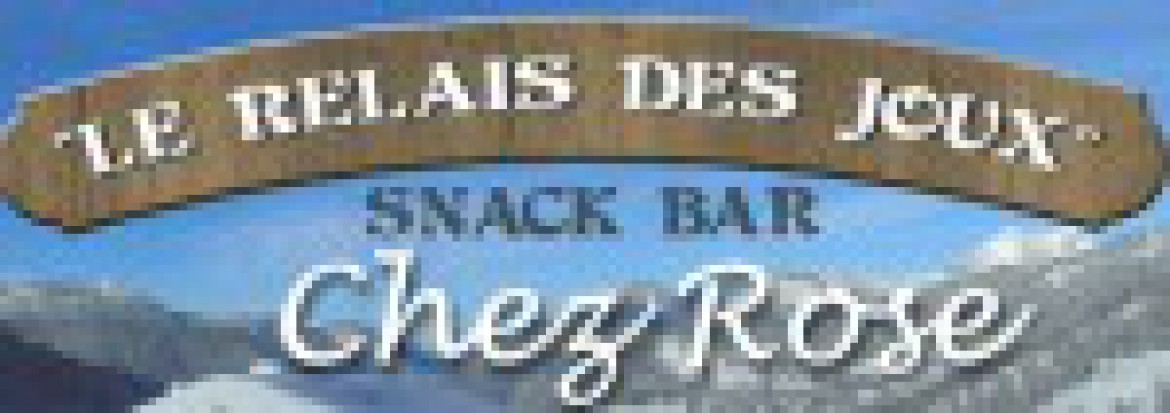 "LE RELAIS DES JOUX"
SNACK BAR
Chez Rose